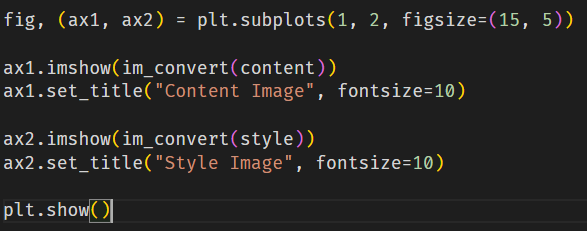 fig, (ax1, ax2) = plt.subplots(1, 2, figsize=(15, 5))
ax1.imshow(im_convert(content))
ax1.set_title("Content Image", fontsize=10)
ax2.imshow(im_convert(style))
ax2.set_title("Style Image", fontsize=10)
plt.show()